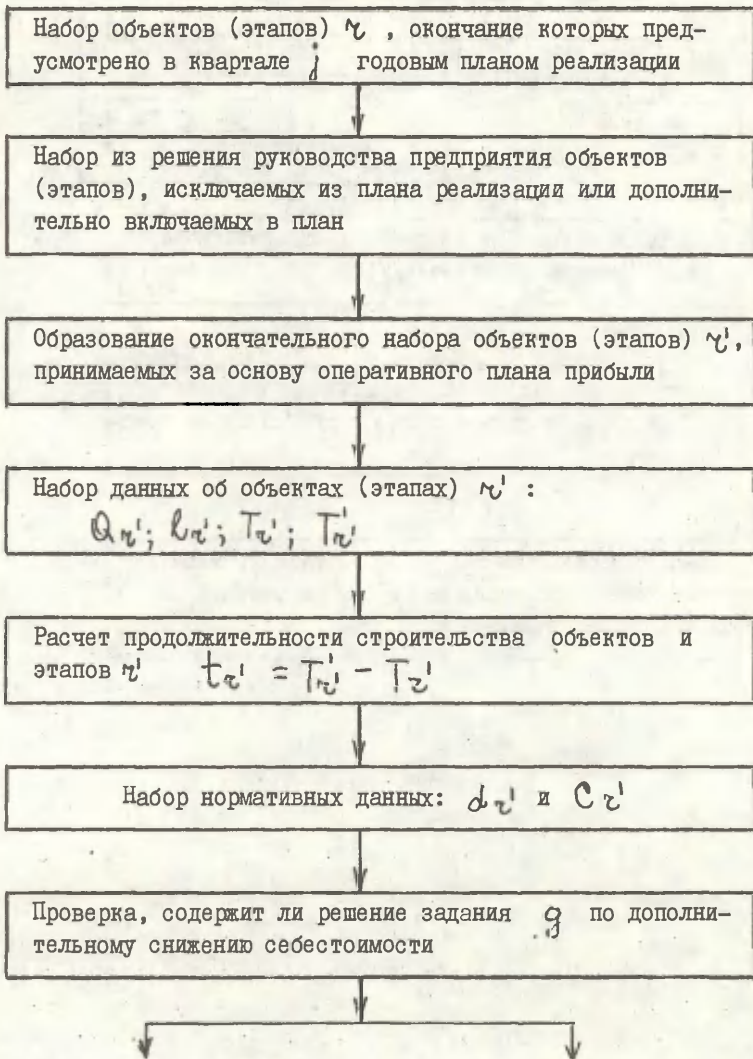 Набор объектов (этапов) r , окончание которых пред-
усмотрено в квартале j годовым планом реализации
Набор из решения руководства предприятия объектов
(этапов), исключаемых из плана реализации или дополни-
тельно включаемых в план
Образование окончательного набора объектов (этапов) r',
принимаемых за основу оперативного плана прибыли
Набор данных об объектах (этапах) r' :
Qr'; lr'; Tr'; T'r'
Расчет продолжительности строительства объектов и
этапов r' tr' = T'r' - Tr'
Набор нормативных данных: dr' и Cr'
Проверка, содержит ли решение задания g по дополни-
тельному снижению себестоимости